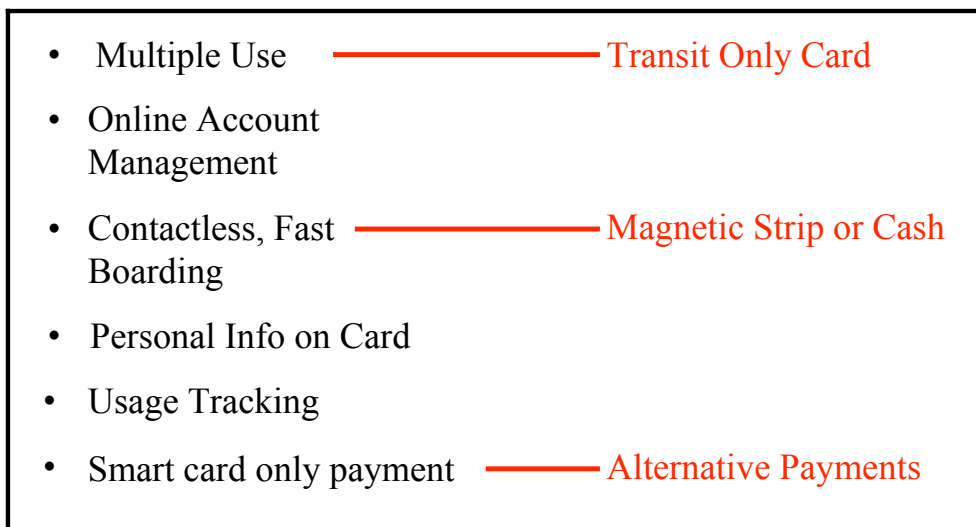 • Multiple Use Transit Only Card
• Online Account
Management
• Contactless, Fast Magnetic Strip or Cash
Boarding
• Personal Info on Card
• Usage Tracking
• Smart card only payment Alternative Payments